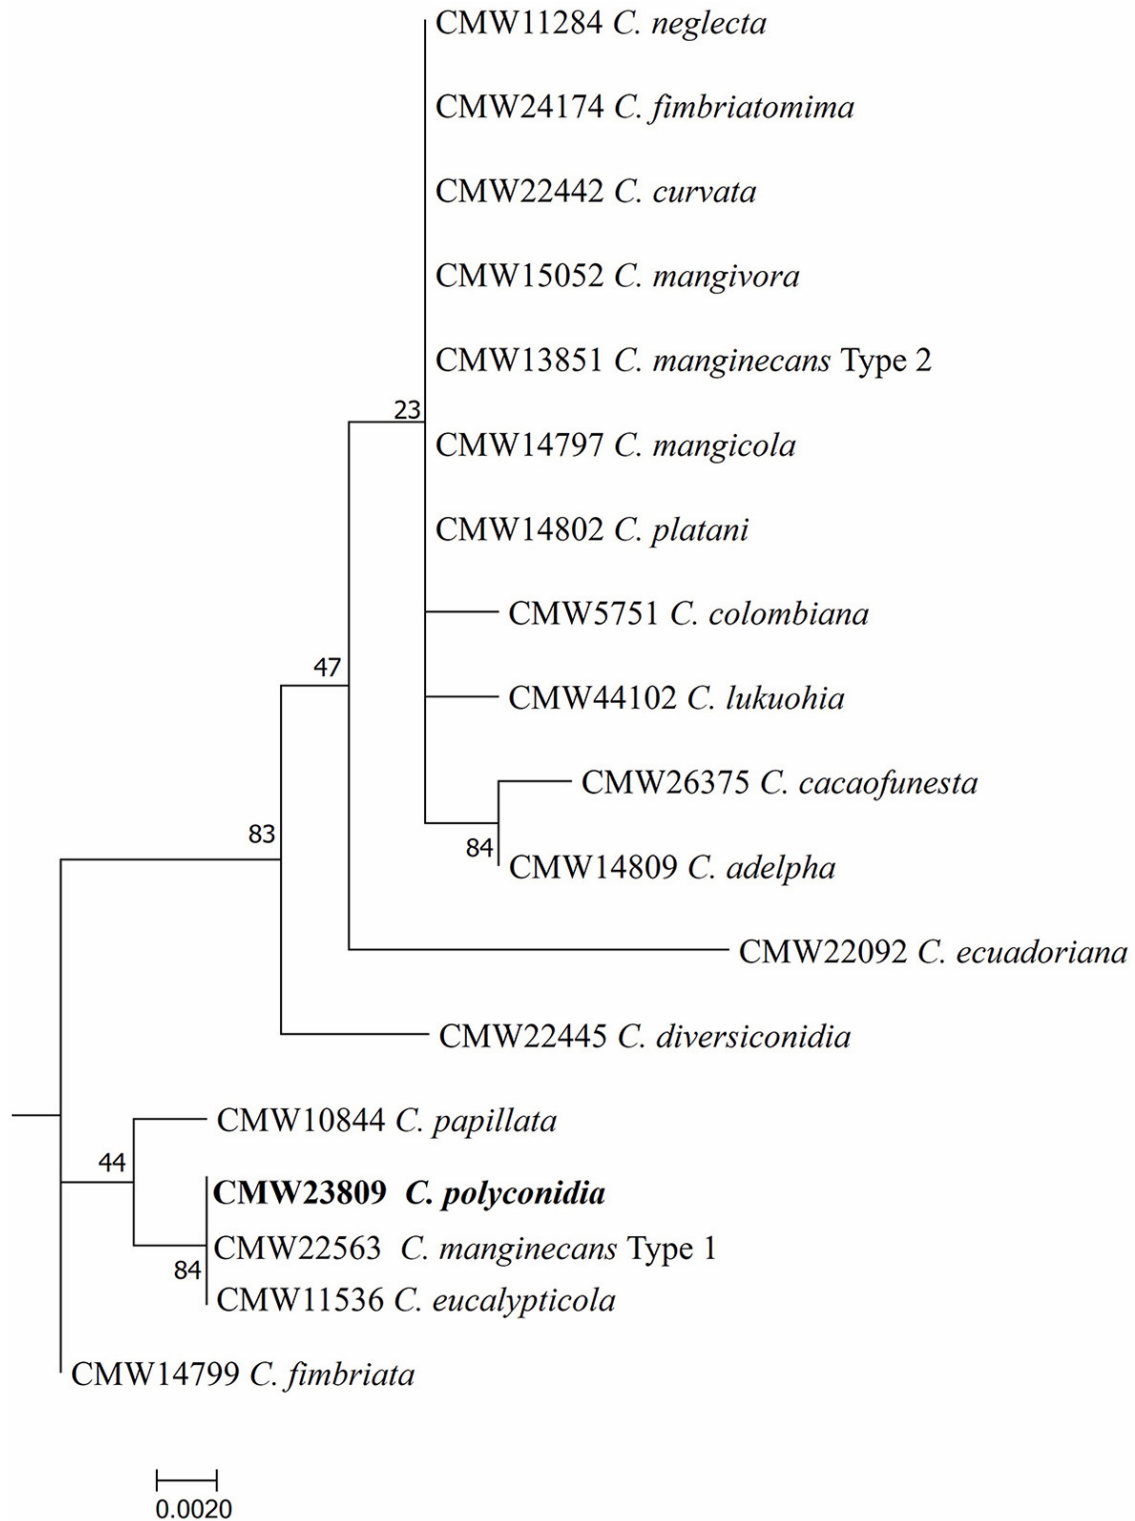 CMW11284 C. neglecta
CMW24174 C. fimbriatomima
CMW22442 C. curvata
CMW15052 C. mangivora
CMW13851 C. manginecans Type 2
23
CMW14797 C. mangicola
CMW14802 C. platani
CMW5751 C. colombiana
47
CMW44102 C. lukuohia
CMW26375 C. cacaofunesta
83
84
CMW14809 C. adelpha
CMW22092 C. ecuadoriana
CMW22445 C. diversiconidia
CMW10844 C. papillata
44
CMW23809 C. polyconidia
CMW22563 C. manginecans Type 1
84
CMW11536 C. eucalypticola
CMW14799 C. fimbriata
0.0020